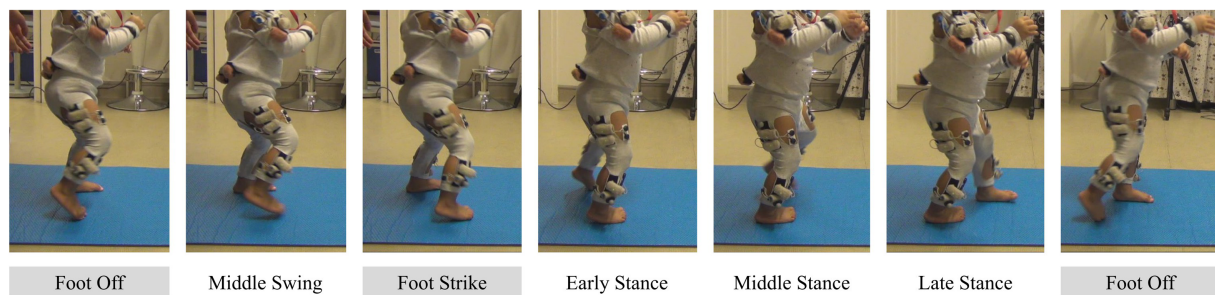 Foot Off
Middle Swing
Foot Strike
Early Stance
Middle Stance
Late Stance
Foot Off